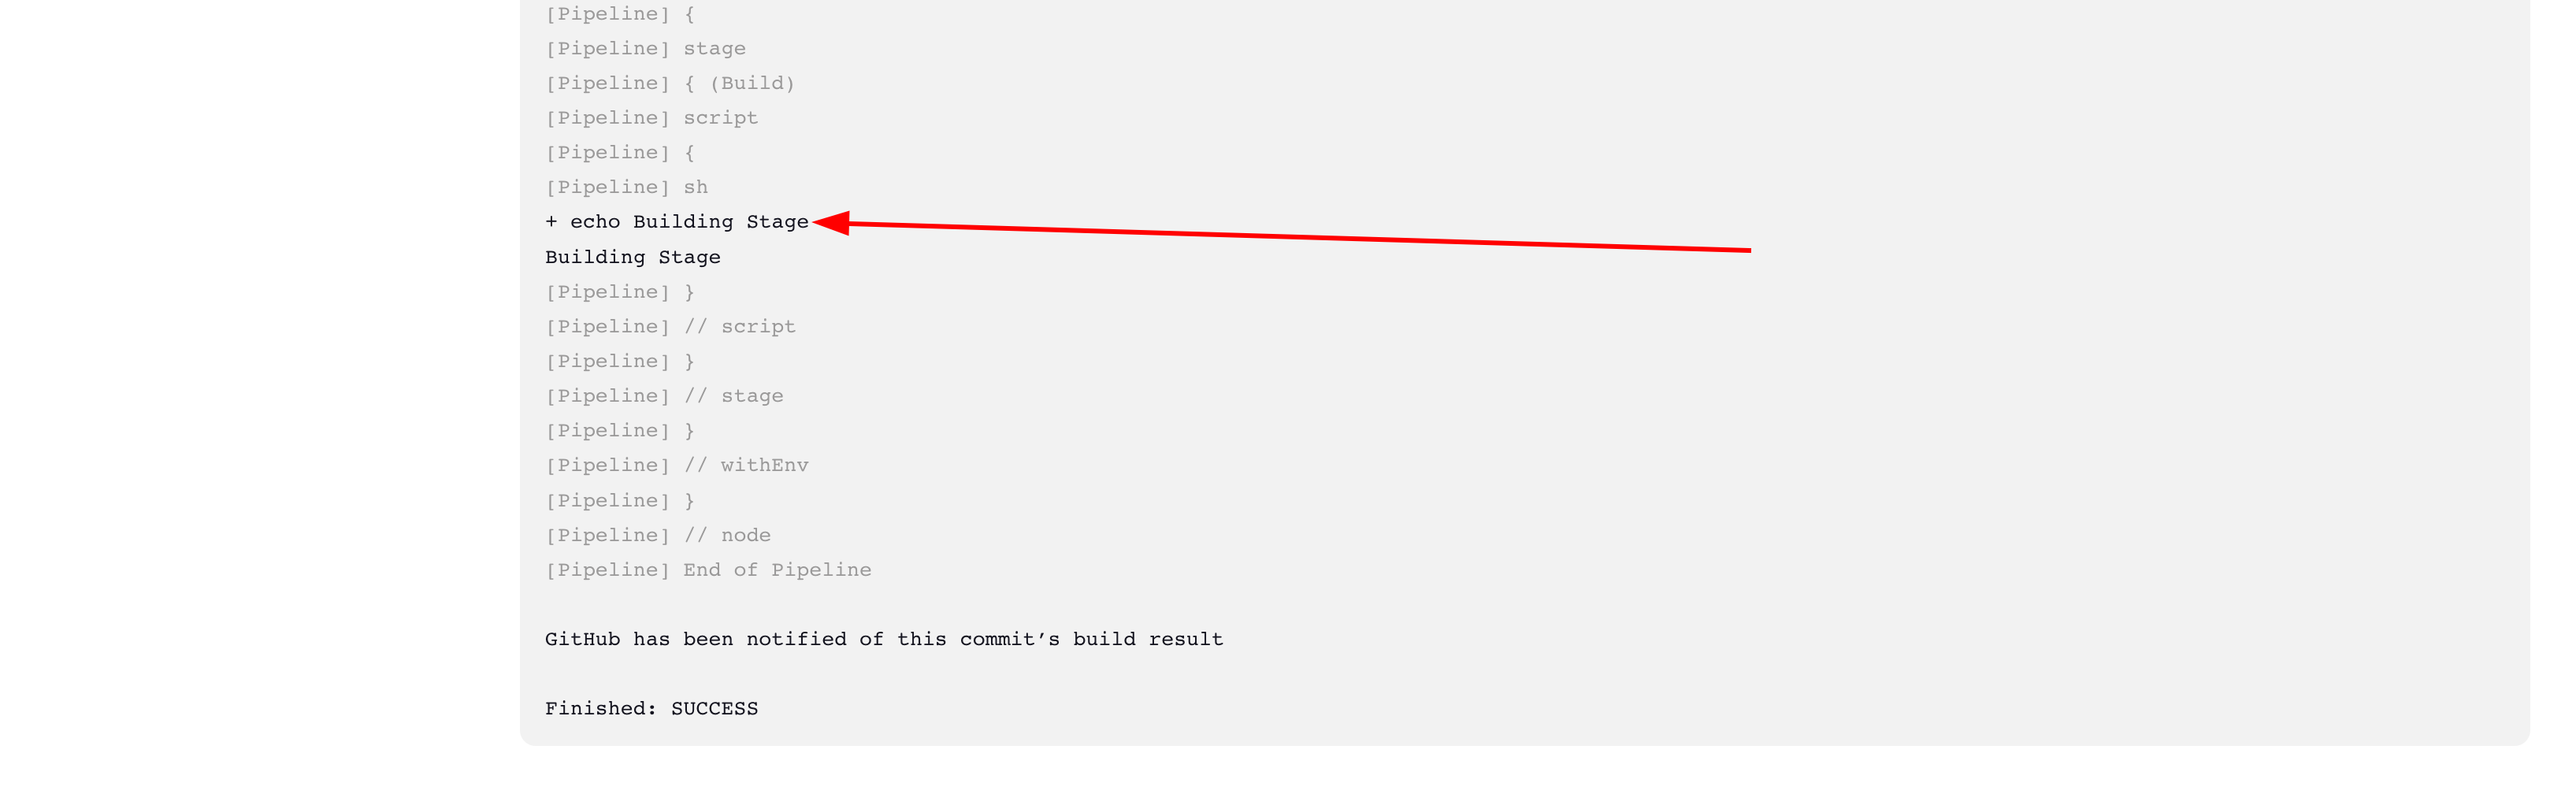 [Pipeline] {
[Pipeline] stage
[Pipeline] { (Build)
[Pipeline] script
[Pipeline] {
[Pipeline] sh
+ echo Building Stage
Building Stage
[Pipeline] }
[Pipeline] // script
[Pipeline] }
[Pipeline] // stage
[Pipeline] }
[Pipeline] // withEnv
[Pipeline] }
[Pipeline] // node
[Pipeline] End of Pipeline
GitHub has been notified of this commit’s build result
Finished: SUCCESS